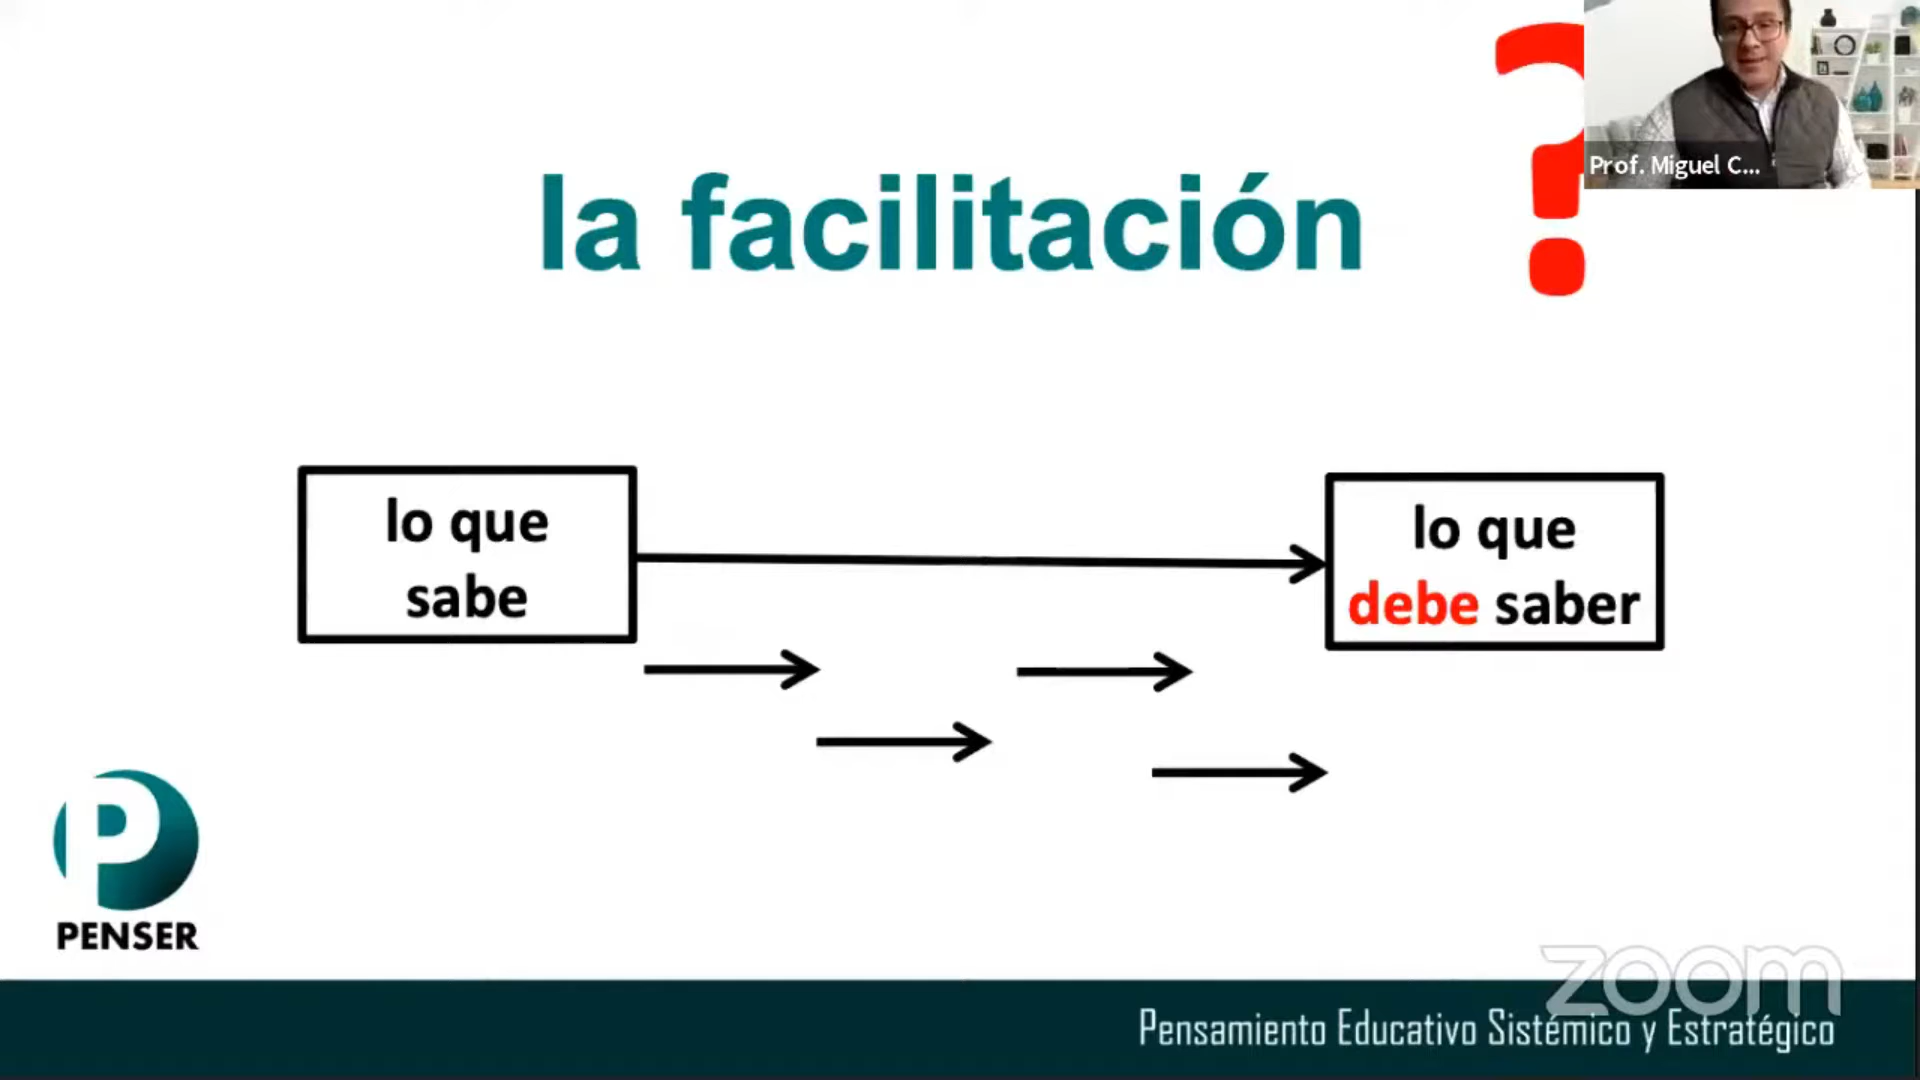 ?
Prof. Miguel C...
la facilitación
lo que
sabe
lo que
debe saber
P
PENSER
zoom
Pensamiento Educativo Sistémico y Estratégico